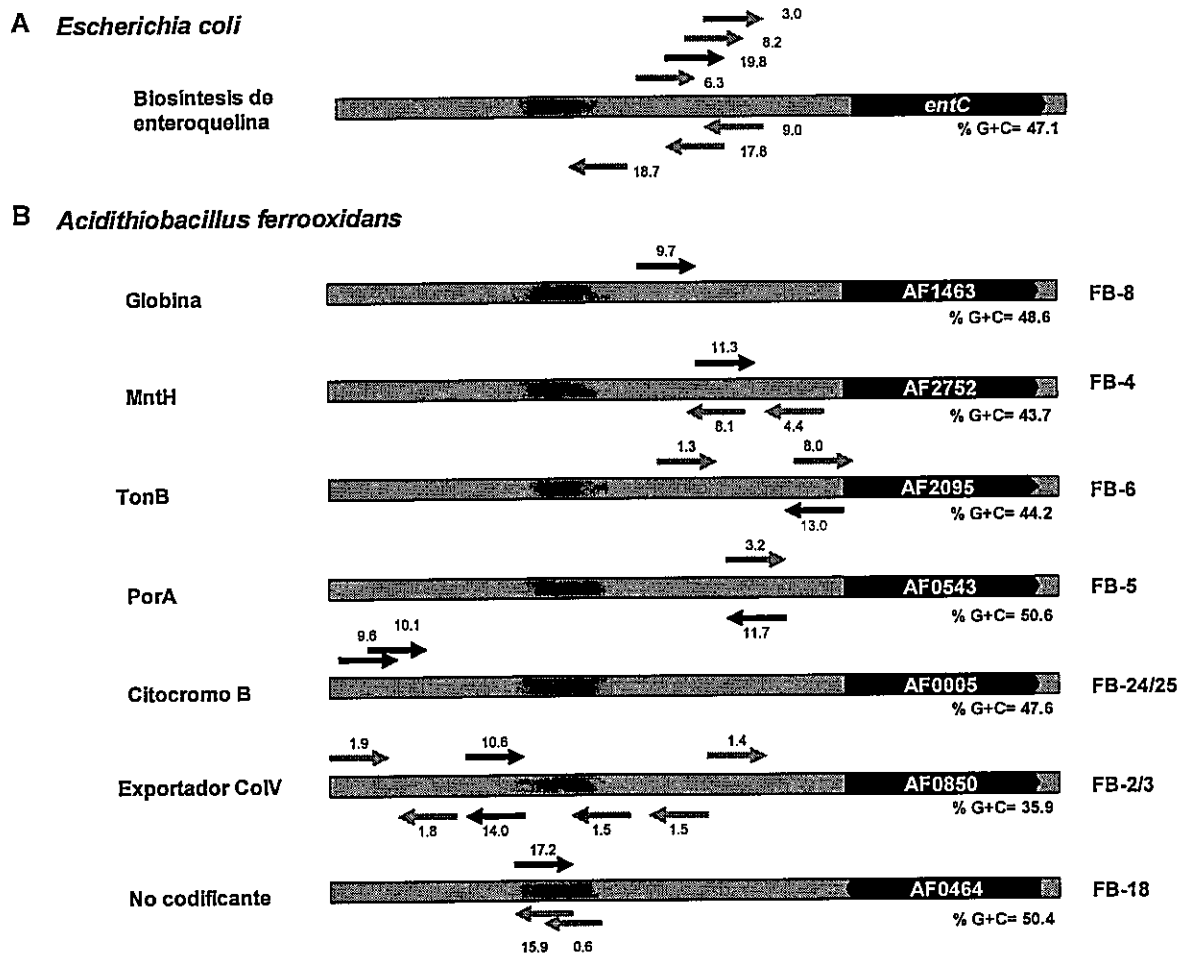 A Escherichia coli
3.0
8.2
19.8
6.3
Biosíntesis de
enteroquelina
entC
% G+C= 47.1
9.0
17.8
18.7
B Acidithiobacillus ferrooxidans
9.7
Globina
AF1463
FB-8
% G+C= 48.6
11.3
MntH
AF2752
FB-4
8.1
4.4
% G+C= 43.7
1.3
8.0
TonB
AF2095
FB-6
13.0
% G+C= 44.2
3.2
PorA
AF0543
FB-5
11.7
% G+C= 50.6
9.6
10.1
Citocromo B
AF0005
FB-24/25
% G+C= 47.6
1.9
10.6
1.4
Exportador ColV
AF0850
FB-2/3
1.8
14.0
1.5
1.5
% G+C= 35.9
17.2
No codificante
AF0464
FB-18
15.9
0.6
% G+C= 50.4